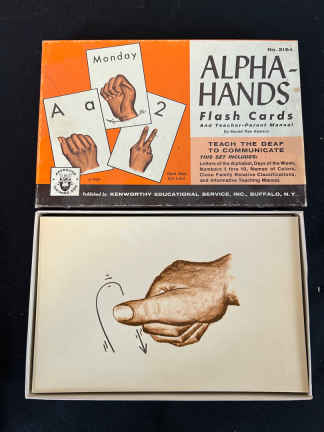 No. 2184
Monday
A a
2
ALPHA-
HANDS
Flash Cards
And Teacher-Parent Manual
TEACH THE DEAF
TO COMMUNICATE
THIS SET INCLUDES:
Letters of the Alphabet, Days of the Week,
Numbers 1 thru 10, Names of Colors,
Close Family Relative Classifications,
and Informative Teaching Manual.
Published by KENWORTHY EDUCATIONAL SERVICE, INC., BUFFALO, N.Y.